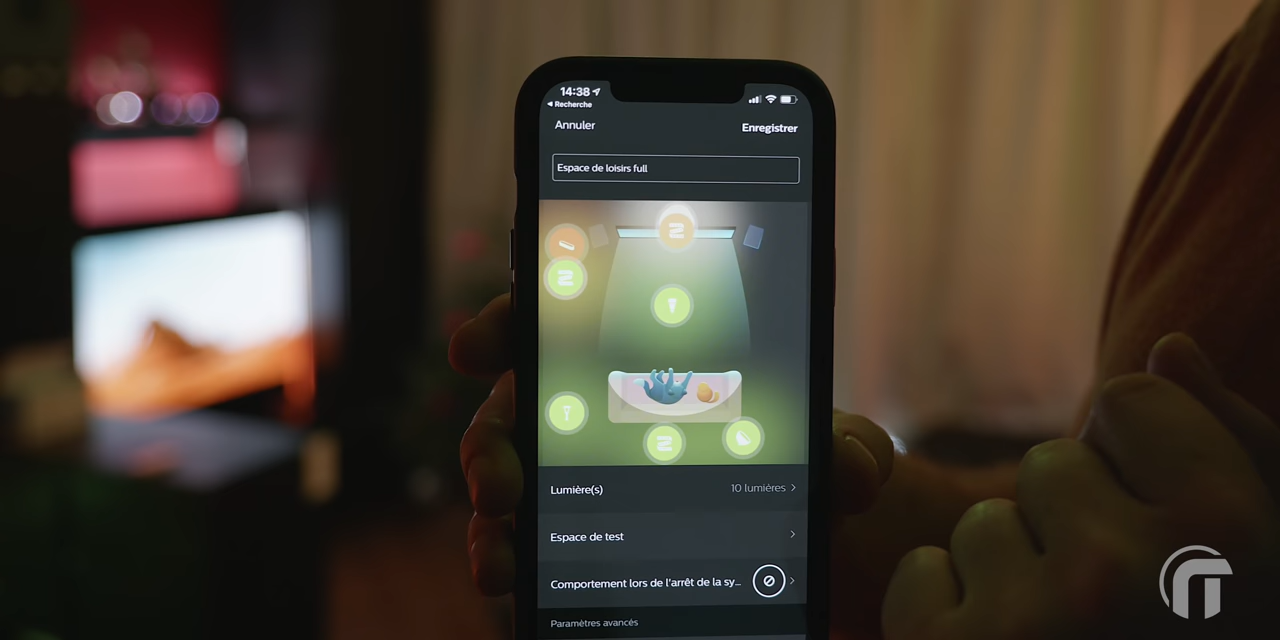 14:38
Recherche
Annuler
Enregistrer
Espace de loisirs full
Lumière(s)
10 lumières
Espace de test
Comportement lors de l'arrêt de la sy...
Paramètres avancés